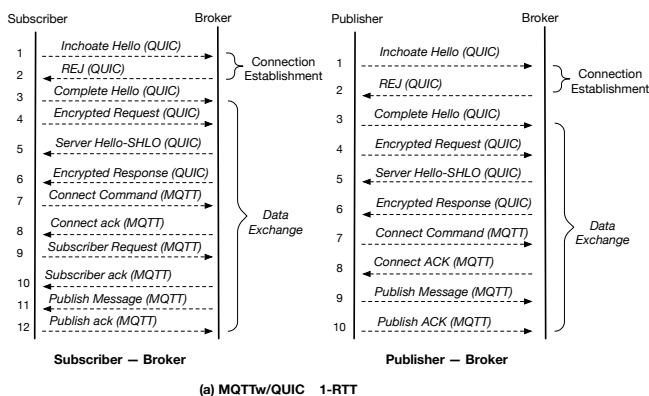 Subscriber Broker
1 Inchoate Hello (QUIC)
2 REJ (QUIC)
Connection
Establishment
3 Complete Hello (QUIC)
4 Encrypted Request (QUIC)
5 Server Hello-SHLO (QUIC)
6 Encrypted Response (QUIC)
7 Connect Command (MQTT)
8 Connect ack (MQTT)
9 Subscriber Request (MQTT)
10 Subscriber ack (MQTT)
11 Publish Message (MQTT)
12 Publish ack (MQTT)
Data
Exchange
Subscriber — Broker
Publisher Broker
1 Inchoate Hello (QUIC)
2 REJ (QUIC)
Connection
Establishment
3 Complete Hello (QUIC)
4 Encrypted Request (QUIC)
5 Server Hello-SHLO (QUIC)
6 Encrypted Response (QUIC)
7 Connect Command (MQTT)
8 Connect ACK (MQTT)
9 Publish Message (MQTT)
10 Publish ACK (MQTT)
Data
Exchange
Publisher — Broker
(a) MQTTw/QUIC 1-RTT